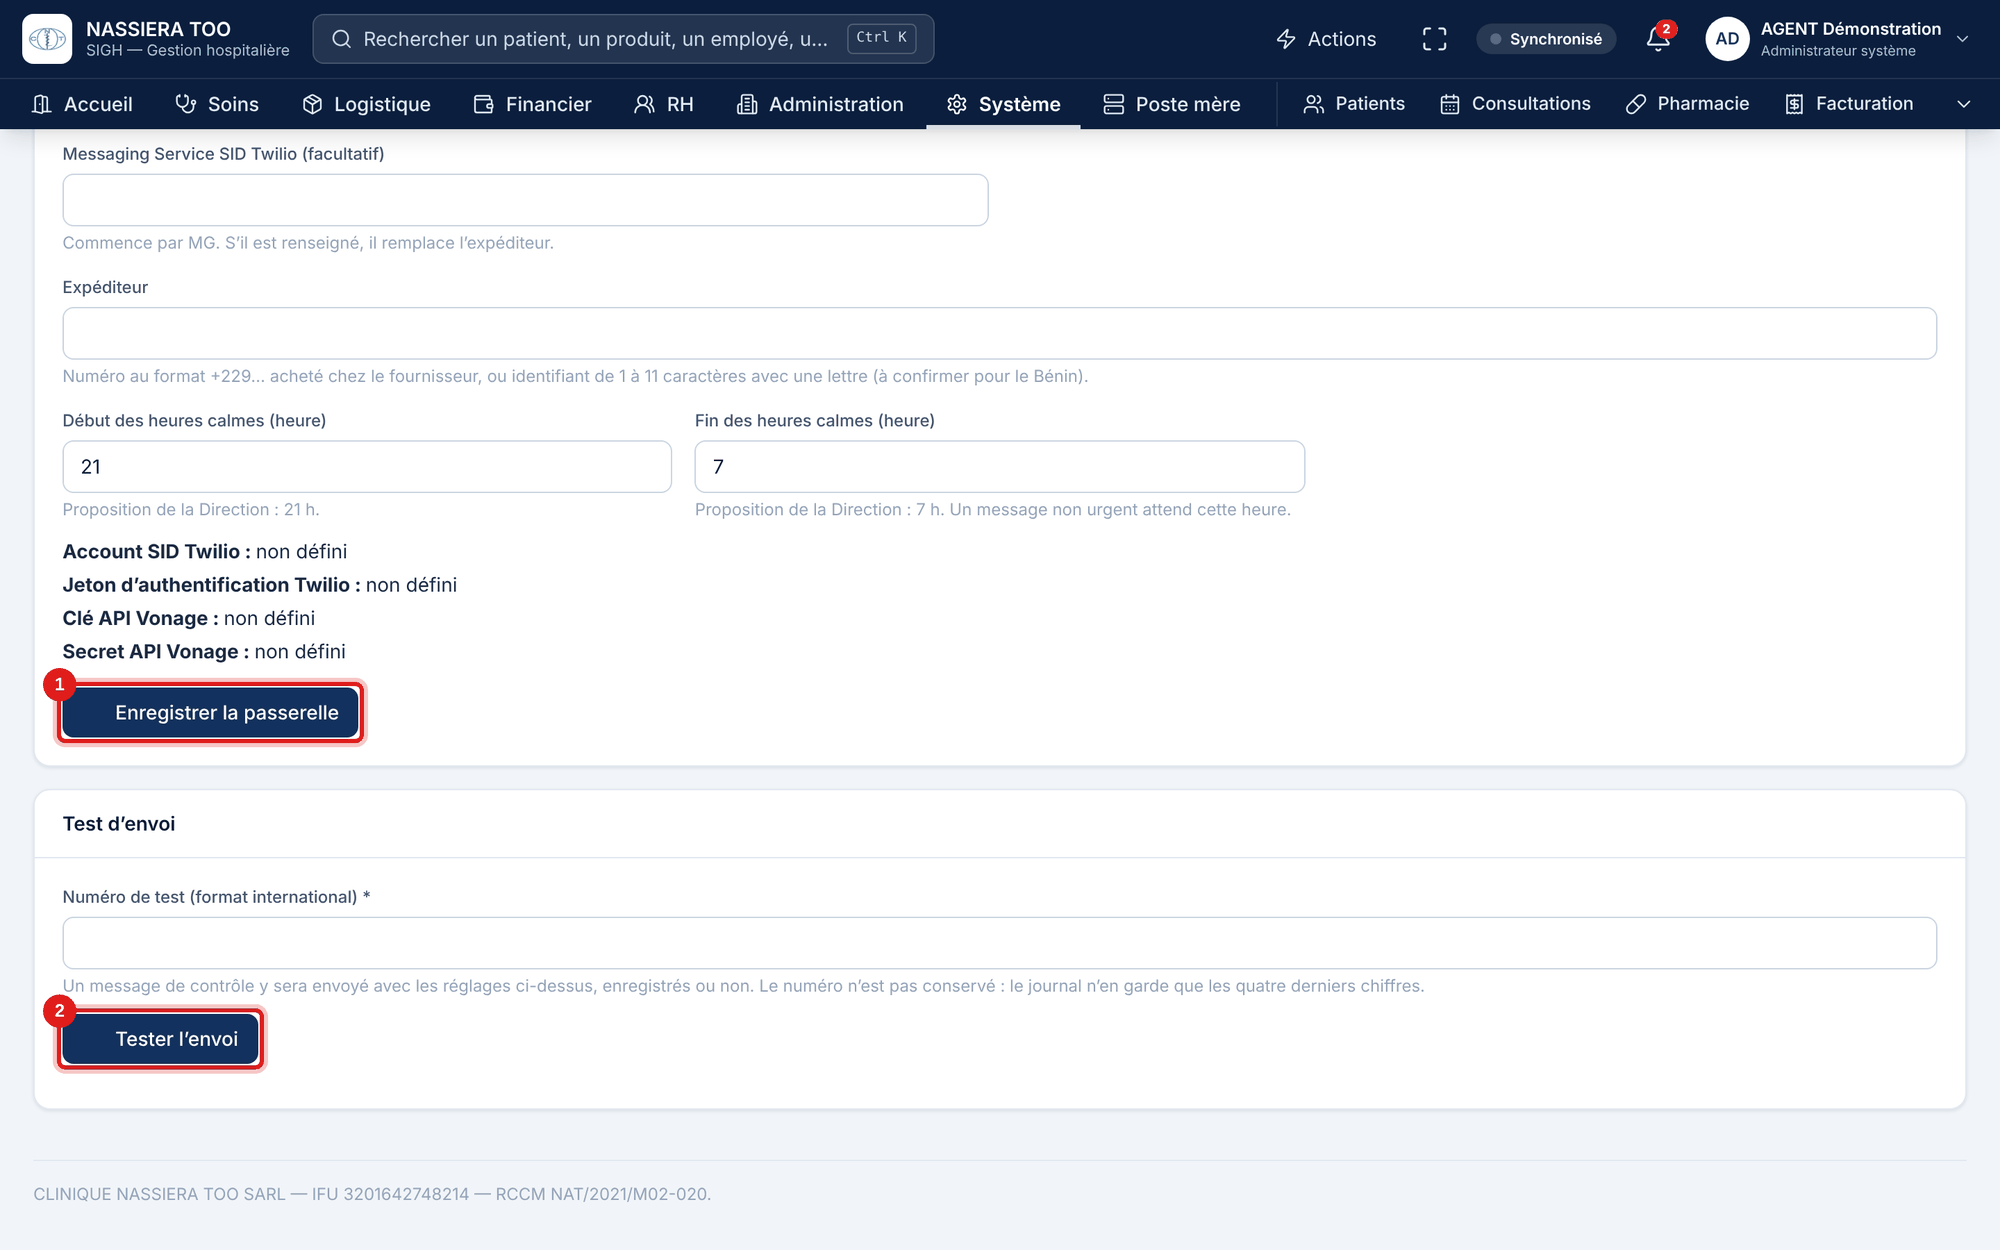 NASSIERA TOO
SIGH — Gestion hospitalière
Rechercher un patient, un produit, un employé, u...
Ctrl K
Actions
Synchronisé
2
AD
AGENT Démonstration
Administrateur système
Accueil
Soins
Logistique
Financier
RH
Administration
Système
Poste mère
Patients
Consultations
Pharmacie
Facturation
Messaging Service SID Twilio (facultatif)
Commence par MG. S’il est renseigné, il remplace l’expéditeur.
Expéditeur
Numéro au format +229... acheté chez le fournisseur, ou identifiant de 1 à 11 caractères avec une lettre (à confirmer pour le Bénin).
Début des heures calmes (heure)
Fin des heures calmes (heure)
21
7
Proposition de la Direction : 21 h.
Proposition de la Direction : 7 h. Un message non urgent attend cette heure.
Account SID Twilio : non défini
Jeton d’authentification Twilio : non défini
Clé API Vonage : non défini
Secret API Vonage : non défini
1
Enregistrer la passerelle
Test d’envoi
Numéro de test (format international) *
Un message de contrôle y sera envoyé avec les réglages ci-dessus, enregistrés ou non. Le numéro n’est pas conservé : le journal n’en garde que les quatre derniers chiffres.
2
Tester l’envoi
CLINIQUE NASSIERA TOO SARL — IFU 3201642748214 — RCCM NAT/2021/M02-020.